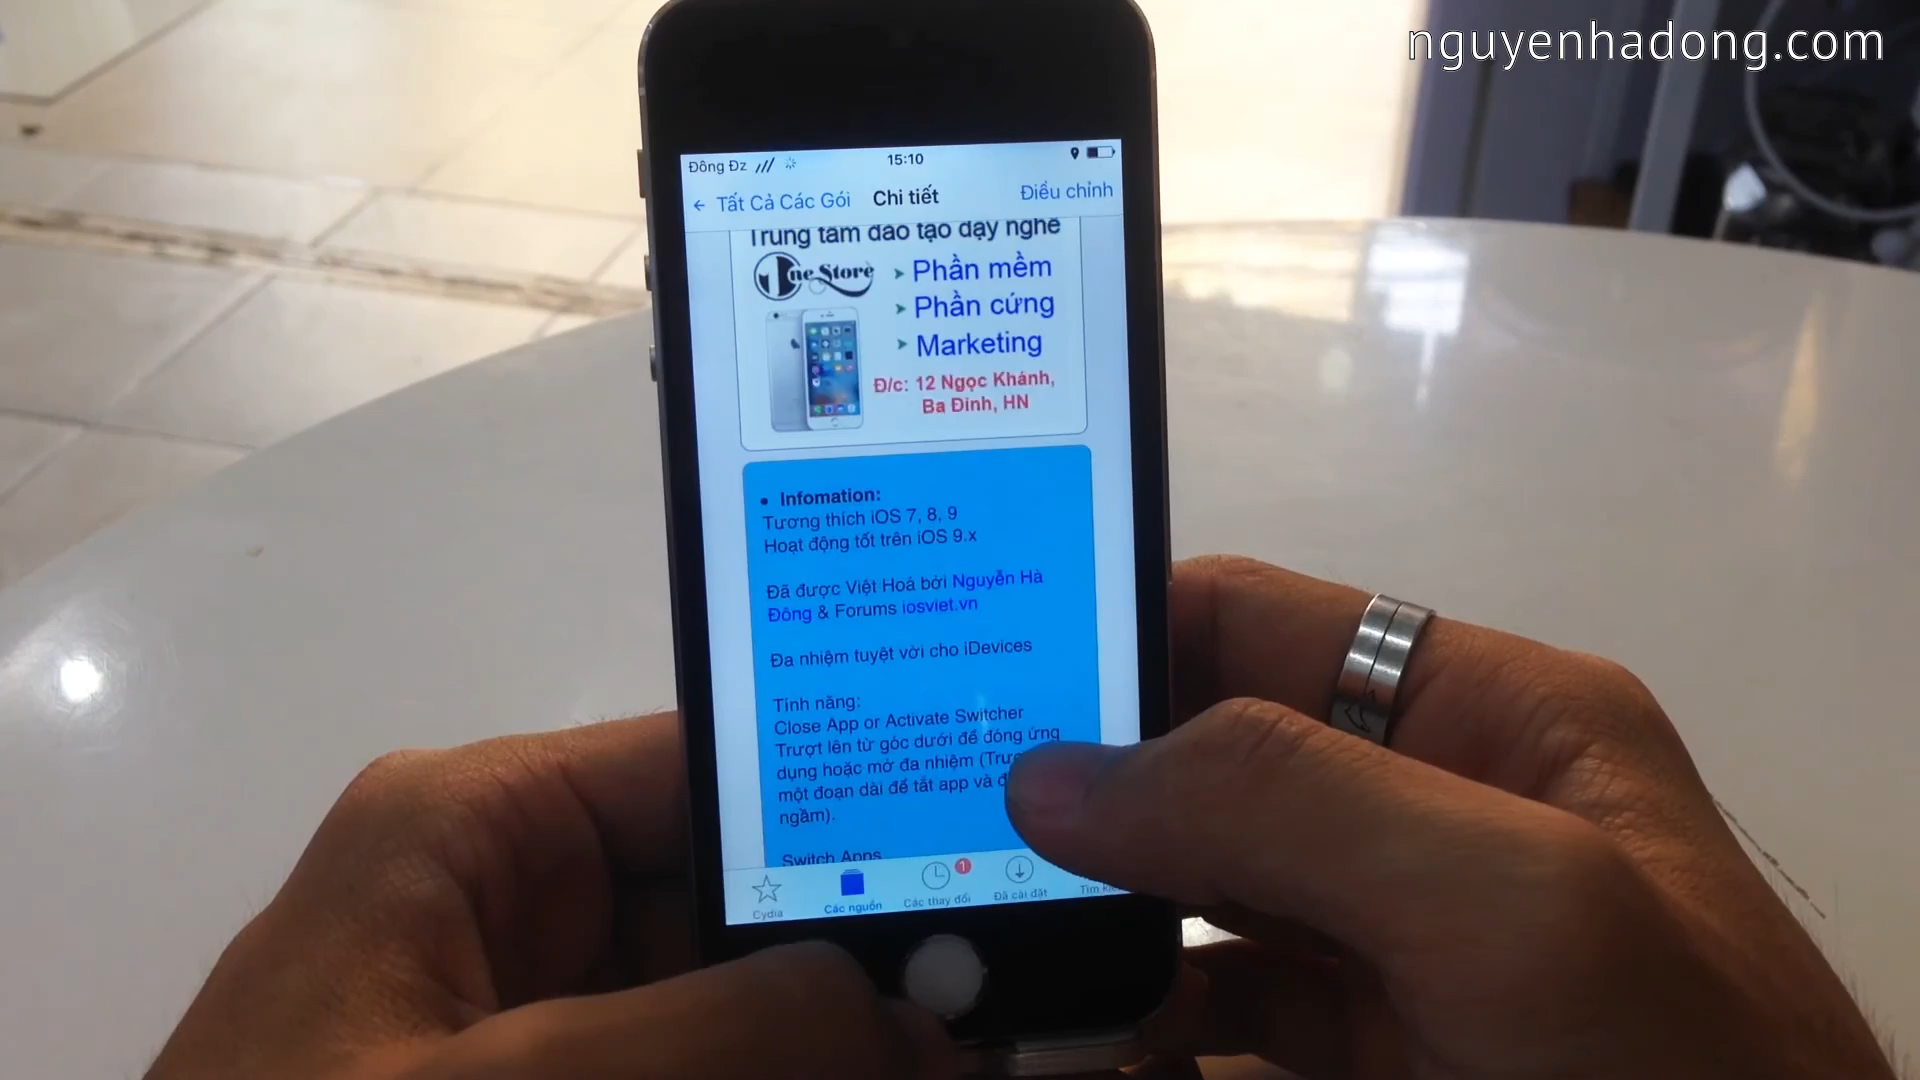 nguyenhadong.com
Đông Đz
15:10
Tất Cả Các Gói
Chi tiết
Điều chỉnh
Trung tâm đào tạo dạy nghề
One Store
Phần mềm
Phần cứng
Marketing
Đ/c: 12 Ngọc Khánh,
Ba Đình, HN
Infomation:
Tương thích iOS 7, 8, 9
Hoạt động tốt trên iOS 9.x
Đã được Việt Hoá bởi Nguyễn Hà
Đông & Forums iosviet.vn
Đa nhiệm tuyệt vời cho iDevices
Tính năng:
Close App or Activate Switcher
Trượt lên từ góc dưới để đóng ứng
dụng hoặc mở đa nhiệm
một đoạn dài để tắt app và
ngầm).
Switch Apps
Cydia
Các nguồn
Các thay đổi
1
Đã cài đặt
Tìm